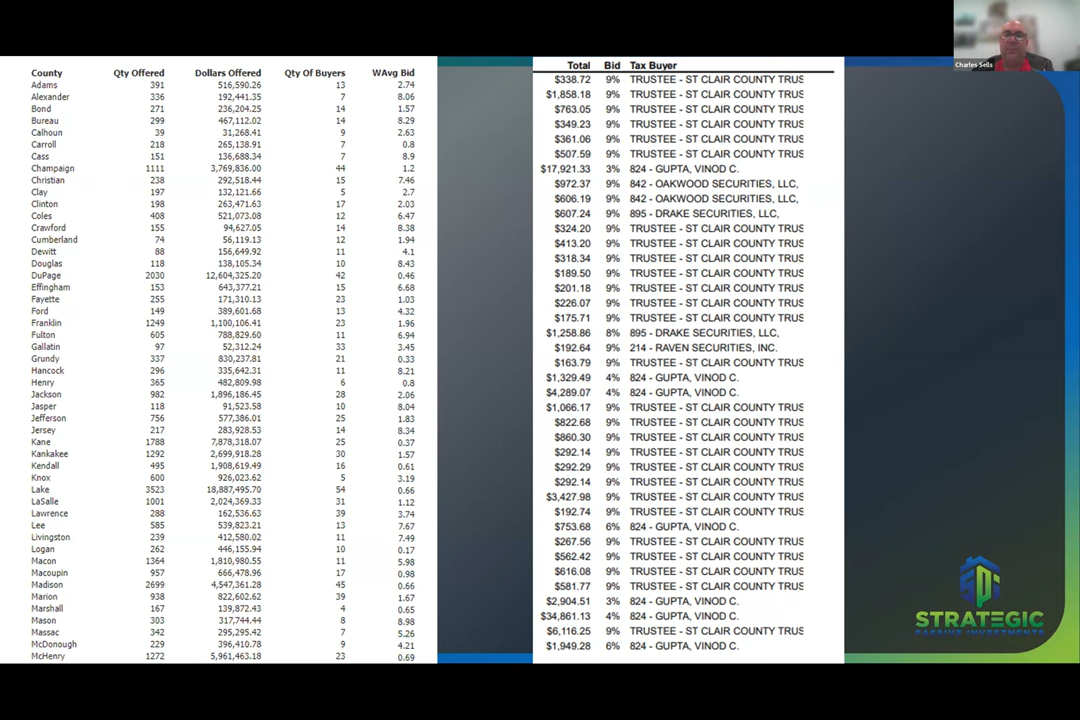 Charles Sells
County Qty Offered Dollars Offered Qty Of Buyers WAvg Bid
Adams 391 516,590.26 13 2.74
Alexander 336 192,441.35 7 8.06
Bond 271 236,204.25 14 1.57
Bureau 299 467,112.02 14 8.29
Calhoun 39 31,268.41 9 2.63
Carroll 218 265,138.91 7 0.8
Cass 151 136,688.34 7 8.9
Champaign 1111 3,769,836.00 44 1.2
Christian 238 292,518.44 15 7.46
Clay 197 132,121.66 5 2.7
Clinton 198 263,471.63 17 2.03
Coles 408 521,073.08 12 6.47
Crawford 155 94,627.05 14 8.38
Cumberland 74 56,119.13 12 1.94
Dewitt 88 156,649.92 11 4.1
Douglas 118 138,105.34 10 8.43
DuPage 2030 12,604,325.20 42 0.46
Effingham 153 643,377.21 15 6.68
Fayette 255 171,310.13 23 1.03
Ford 149 389,601.68 13 4.32
Franklin 1249 1,100,106.41 23 1.96
Fulton 605 788,829.60 11 6.94
Gallatin 97 52,312.24 33 3.45
Grundy 337 830,237.81 21 0.33
Hancock 296 335,642.31 11 8.21
Henry 365 482,809.98 6 0.8
Jackson 982 1,896,186.45 28 2.06
Jasper 118 91,523.58 10 8.04
Jefferson 756 577,386.01 25 1.83
Jersey 217 283,928.53 14 8.34
Kane 1788 7,878,318.07 25 0.37
Kankakee 1292 2,699,918.28 30 1.57
Kendall 495 1,908,619.49 16 0.61
Knox 600 926,023.62 5 3.19
Lake 3523 18,887,495.70 54 0.66
LaSalle 1001 2,024,369.33 31 1.12
Lawrence 288 162,536.63 39 3.74
Lee 585 539,823.21 13 7.67
Livingston 239 412,580.02 11 7.49
Logan 262 446,155.94 10 0.17
Macon 1364 1,810,980.55 11 5.98
Macoupin 957 666,478.96 17 0.98
Madison 2699 4,547,361.28 45 0.66
Marion 938 822,602.62 39 1.67
Marshall 167 139,872.43 4 0.65
Mason 303 317,744.44 8 8.98
Massac 342 295,295.42 7 5.26
McDonough 229 396,410.78 9 4.21
McHenry 1272 5,961,463.18 23 0.69
Total Bid Tax Buyer
$338.72 9% TRUSTEE - ST CLAIR COUNTY TRUS
$1,858.18 9% TRUSTEE - ST CLAIR COUNTY TRUS
$763.05 9% TRUSTEE - ST CLAIR COUNTY TRUS
$349.23 9% TRUSTEE - ST CLAIR COUNTY TRUS
$361.06 9% TRUSTEE - ST CLAIR COUNTY TRUS
$507.59 9% TRUSTEE - ST CLAIR COUNTY TRUS
$17,921.33 3% 824 - GUPTA, VINOD C.
$972.37 9% 842 - OAKWOOD SECURITIES, LLC,
$606.19 9% 842 - OAKWOOD SECURITIES, LLC,
$607.24 9% 895 - DRAKE SECURITIES, LLC,
$324.20 9% TRUSTEE - ST CLAIR COUNTY TRUS
$413.20 9% TRUSTEE - ST CLAIR COUNTY TRUS
$318.34 9% TRUSTEE - ST CLAIR COUNTY TRUS
$189.50 9% TRUSTEE - ST CLAIR COUNTY TRUS
$201.18 9% TRUSTEE - ST CLAIR COUNTY TRUS
$226.07 9% TRUSTEE - ST CLAIR COUNTY TRUS
$175.71 9% TRUSTEE - ST CLAIR COUNTY TRUS
$1,258.86 8% 895 - DRAKE SECURITIES, LLC,
$192.64 9% 214 - RAVEN SECURITIES, INC.
$163.79 9% TRUSTEE - ST CLAIR COUNTY TRUS
$1,329.49 4% 824 - GUPTA, VINOD C.
$4,289.07 4% 824 - GUPTA, VINOD C.
$1,066.17 9% TRUSTEE - ST CLAIR COUNTY TRUS
$822.68 9% TRUSTEE - ST CLAIR COUNTY TRUS
$860.30 9% TRUSTEE - ST CLAIR COUNTY TRUS
$292.14 9% TRUSTEE - ST CLAIR COUNTY TRUS
$292.29 9% TRUSTEE - ST CLAIR COUNTY TRUS
$292.14 9% TRUSTEE - ST CLAIR COUNTY TRUS
$3,427.98 9% TRUSTEE - ST CLAIR COUNTY TRUS
$192.74 9% TRUSTEE - ST CLAIR COUNTY TRUS
$753.68 6% 824 - GUPTA, VINOD C.
$267.56 9% TRUSTEE - ST CLAIR COUNTY TRUS
$562.42 9% TRUSTEE - ST CLAIR COUNTY TRUS
$616.08 9% TRUSTEE - ST CLAIR COUNTY TRUS
$581.77 9% TRUSTEE - ST CLAIR COUNTY TRUS
$2,904.51 3% 824 - GUPTA, VINOD C.
$34,861.13 4% 824 - GUPTA, VINOD C.
$6,116.25 9% TRUSTEE - ST CLAIR COUNTY TRUS
$1,949.28 6% 824 - GUPTA, VINOD C.
SPI
STRATEGIC
PASSIVE INVESTMENTS